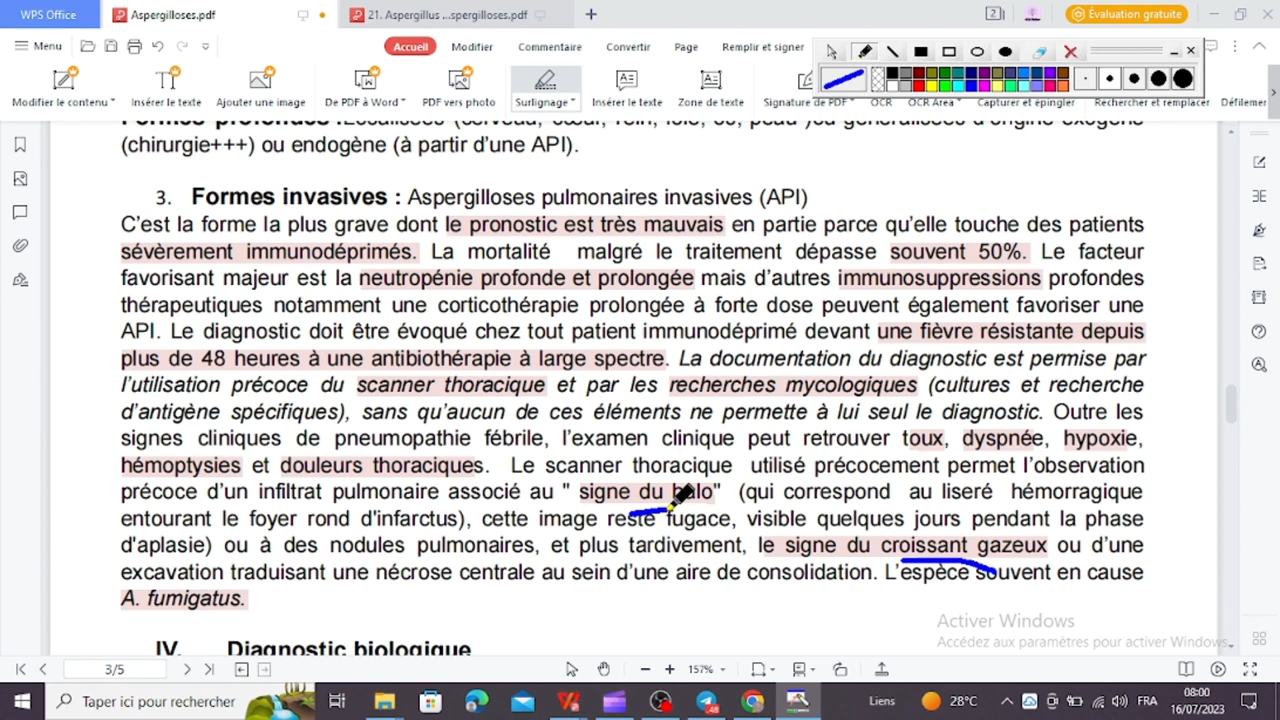 WPS Office
Aspergilloses.pdf
21. Aspergillus ...spergilloses.pdf
Évaluation gratuite
Menu
Accueil
Modifier
Commentaire
Convertir
Page
Remplir et signer
Modifier le contenu
Insérer le texte
Ajouter une image
De PDF à Word
PDF vers photo
Surlignage
Insérer le texte
Zone de texte
Signature de PDF
OCR
OCR Area
Capturer et épingler
Rechercher et remplacer
Défilemer
(chirurgie+++) ou endogène (à partir d'une API).
3. Formes invasives : Aspergilloses pulmonaires invasives (API)
C'est la forme la plus grave dont le pronostic est très mauvais en partie parce qu'elle touche des patients
sévèrement immunodéprimés. La mortalité malgré le traitement dépasse souvent 50%. Le facteur
favorisant majeur est la neutropénie profonde et prolongée mais d'autres immunosuppressions profondes
thérapeutiques notamment une corticothérapie prolongée à forte dose peuvent également favoriser une
API. Le diagnostic doit être évoqué chez tout patient immunodéprimé devant une fièvre résistante depuis
plus de 48 heures à une antibiothérapie à large spectre. La documentation du diagnostic est permise par
l'utilisation précoce du scanner thoracique et par les recherches mycologiques (cultures et recherche
d'antigène spécifiques), sans qu'aucun de ces éléments ne permette à lui seul le diagnostic. Outre les
signes cliniques de pneumopathie fébrile, l'examen clinique peut retrouver toux, dyspnée, hypoxie,
hémoptysies et douleurs thoraciques. Le scanner thoracique utilisé précocement permet l'observation
précoce d'un infiltrat pulmonaire associé au " signe du halo" (qui correspond au liseré hémorragique
entourant le foyer rond d'infarctus), cette image reste fugace, visible quelques jours pendant la phase
d'aplasie) ou à des nodules pulmonaires, et plus tardivement, le signe du croissant gazeux ou d'une
excavation traduisant une nécrose centrale au sein d'une aire de consolidation. L'espèce souvent en cause
A. fumigatus.
IV. Diagnostic biologique
Activer Windows
Accédez aux paramètres pour activer Windows.
3/5
157%
Taper ici pour rechercher
Liens
28°C
FRA
08:00
16/07/2023